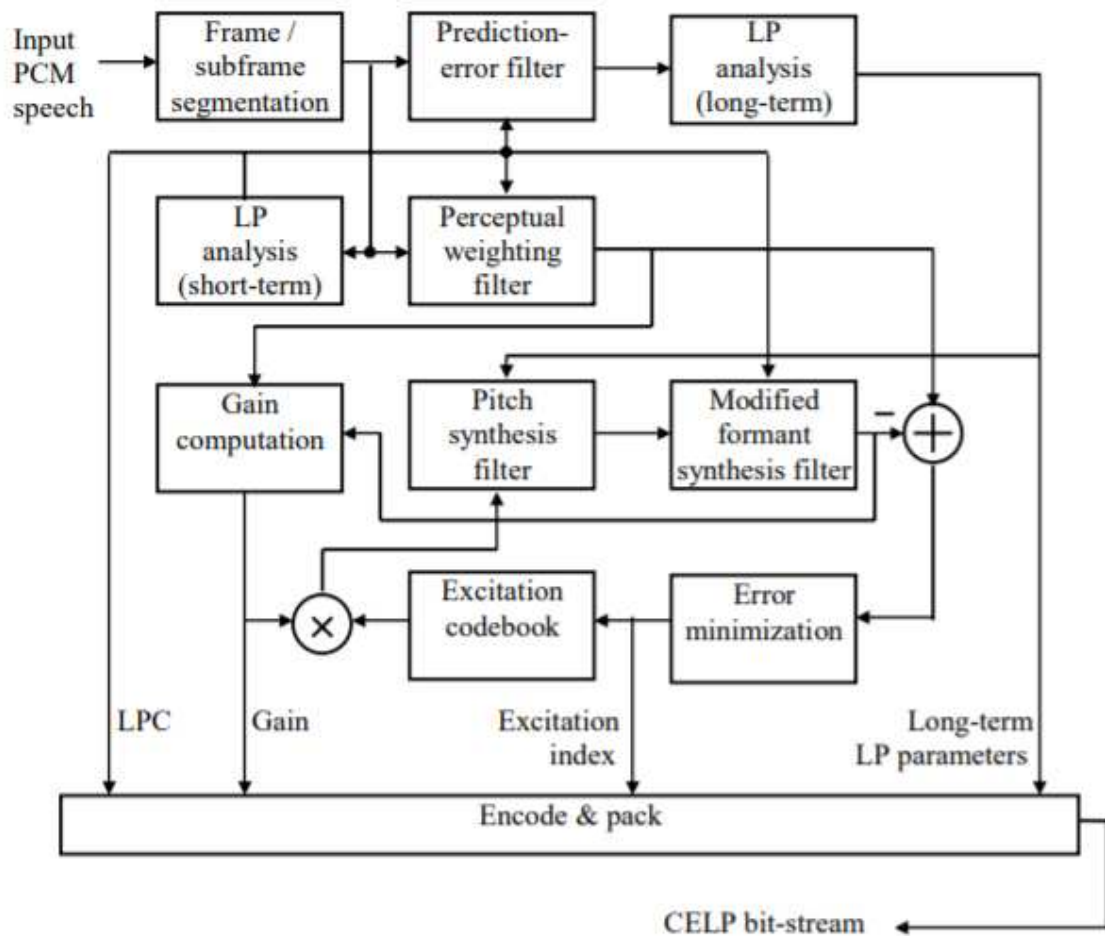 Input
PCM
speech
Frame /
subframe
segmentation
Prediction-
error filter
LP
analysis
(long-term)
LP
analysis
(short-term)
Perceptual
weighting
filter
Gain
computation
Pitch
synthesis
filter
Modified
formant
synthesis filter
−
+
×
Excitation
codebook
Error
minimization
LPC
Gain
Excitation
index
Long-term
LP parameters
Encode & pack
CELP bit-stream